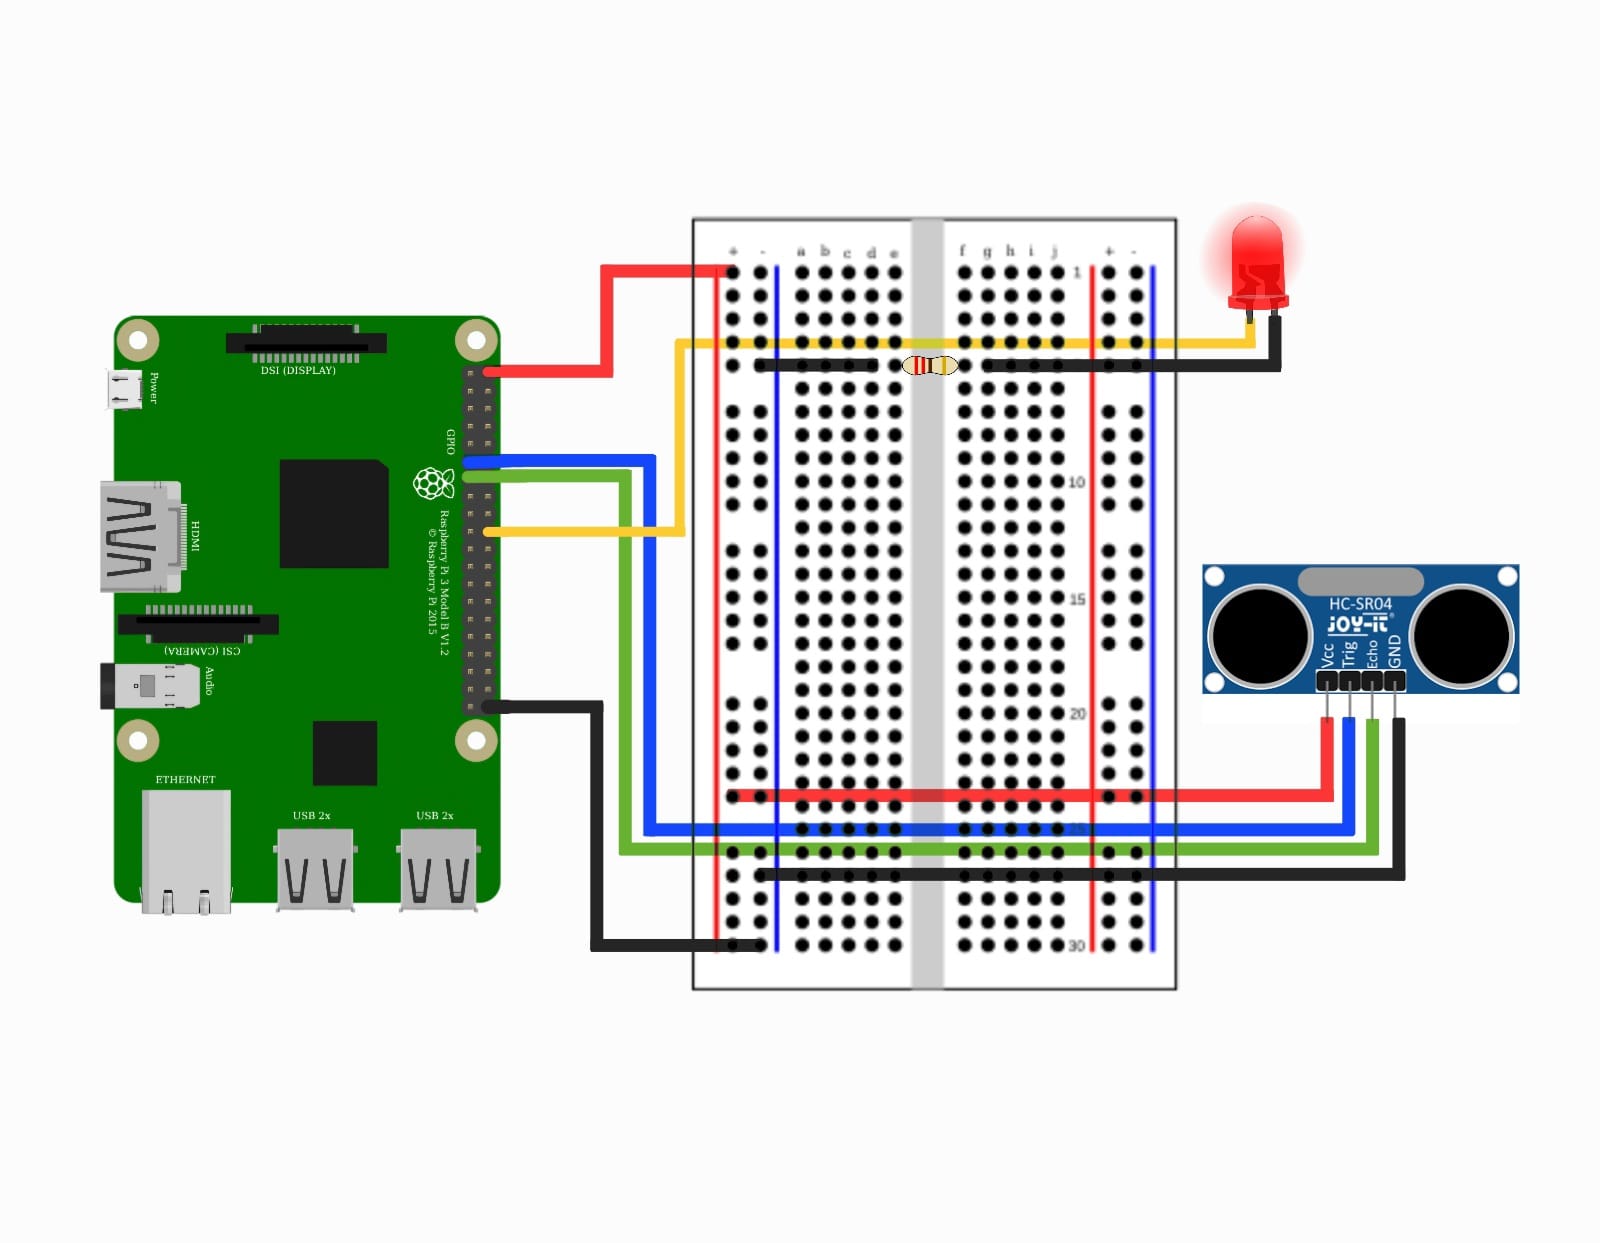 + - a b c d e f g h i j + -
1
10
15
20
25
30
DSI (DISPLAY)
Power
GPIO
HDMI
Raspberry Pi 3 Model B V1.2
© Raspberry Pi 2015
CSI (CAMERA)
Audio
ETHERNET
USB 2x
USB 2x
HC-SR04
JOY-iT®
Vcc
Trig
Echo
GND